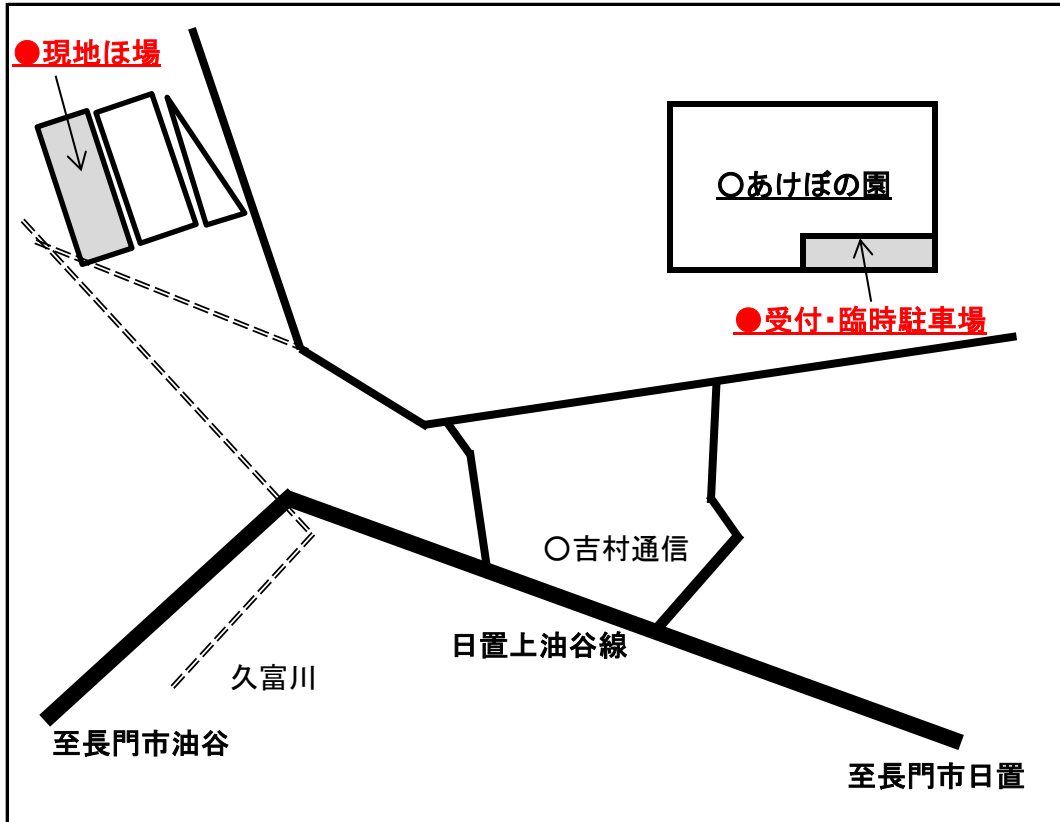 ●現地ほ場
○あけぼの園
●受付・臨時駐車場
○吉村通信
日置上油谷線
久富川
至長門市油谷
至長門市日置